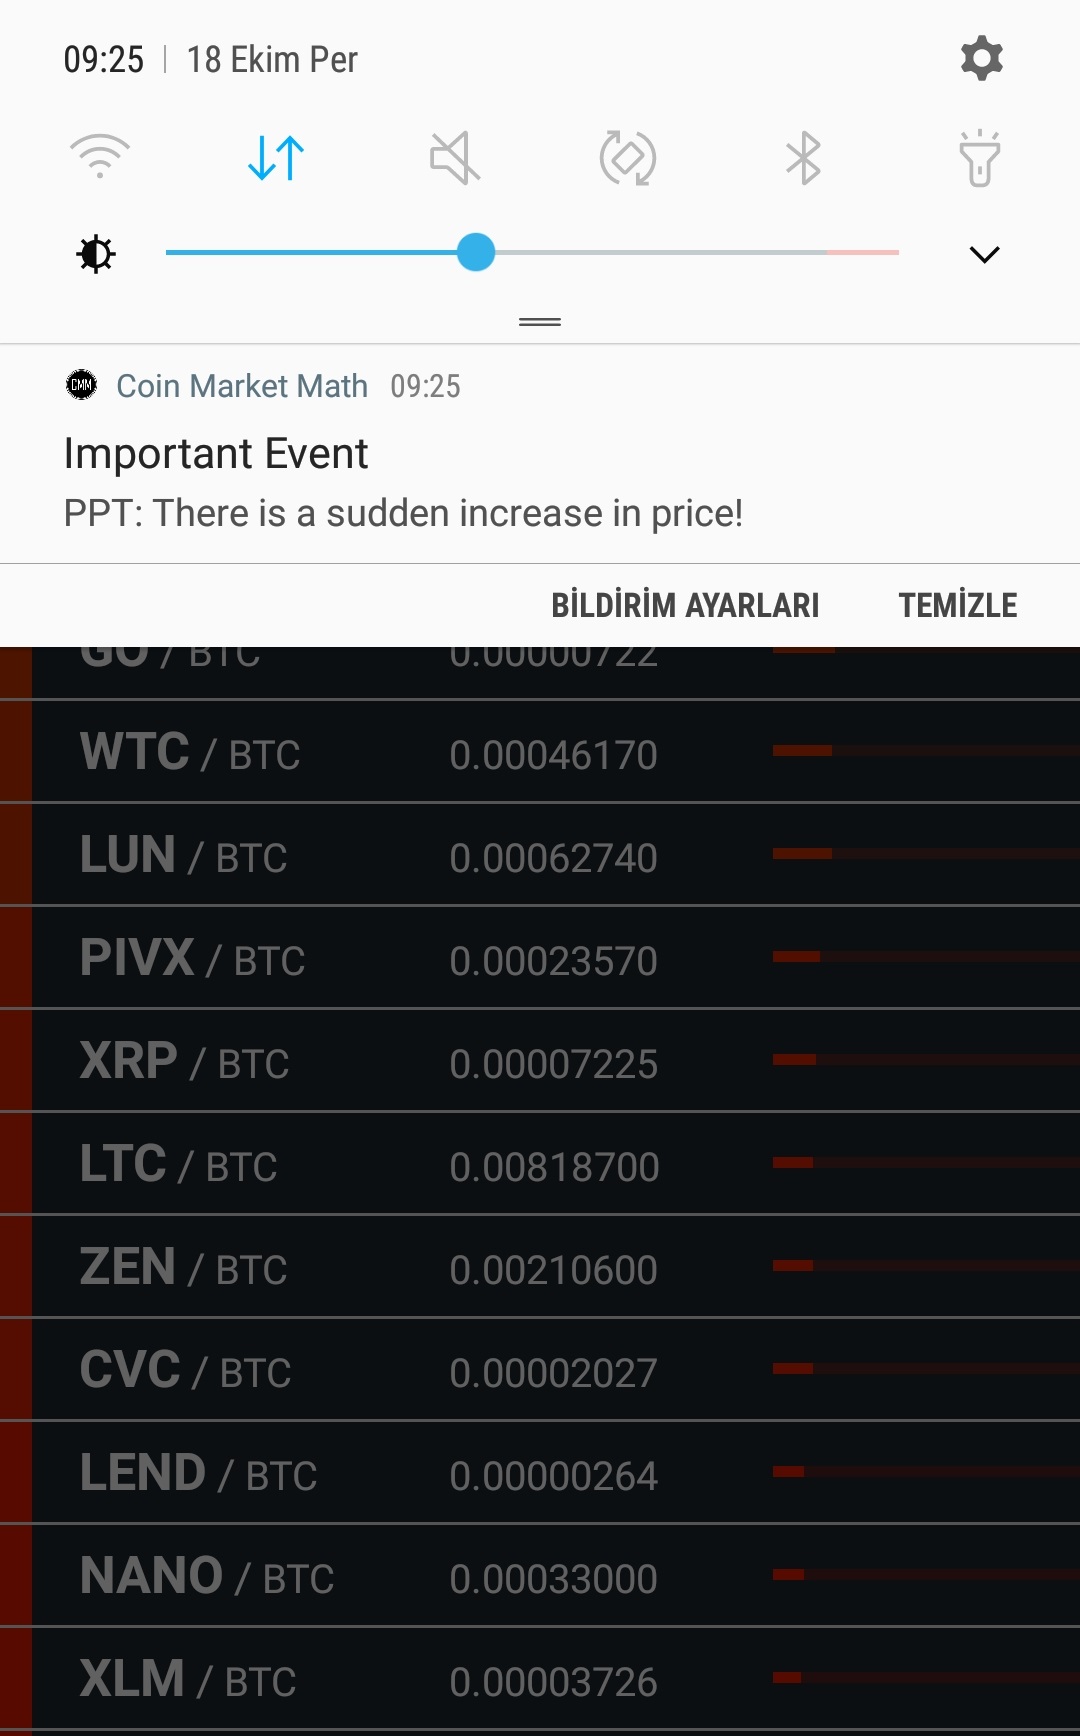 09:25 | 18 Ekim Per
CMM Coin Market Math 09:25
Important Event
PPT: There is a sudden increase in price!
BİLDİRİM AYARLARI TEMİZLE
GO / BTC 0.00000722
WTC / BTC 0.00046170
LUN / BTC 0.00062740
PIVX / BTC 0.00023570
XRP / BTC 0.00007225
LTC / BTC 0.00818700
ZEN / BTC 0.00210600
CVC / BTC 0.00002027
LEND / BTC 0.00000264
NANO / BTC 0.00033000
XLM / BTC 0.00003726